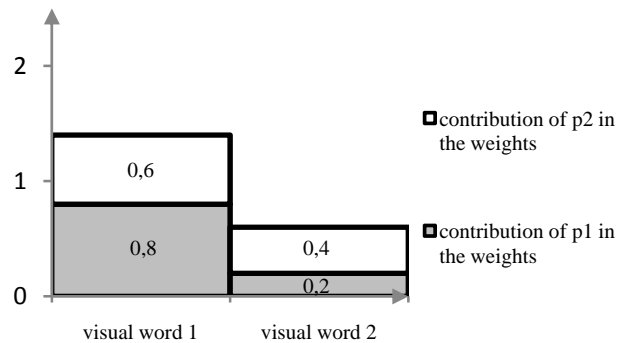 2
1
0
0,6
0,8
0,4
0,2
visual word 1
visual word 2
contribution of p2 in
the weights
contribution of p1 in
the weights